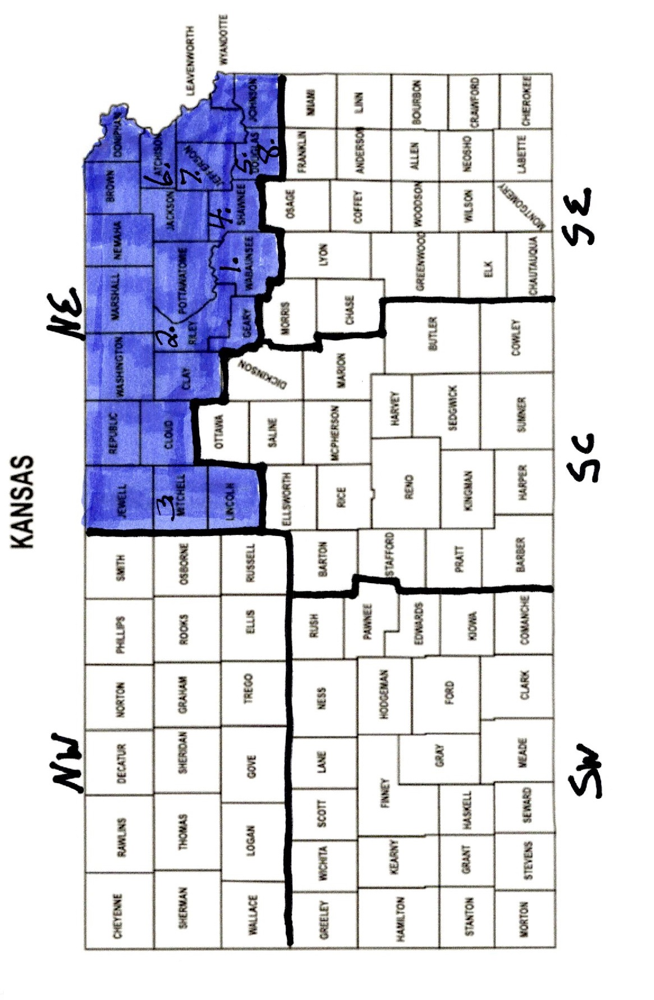 KANSAS
NW
NE
CHEYENNE
RAWLINS
DECATUR
NORTON
PHILLIPS
SMITH
JEWELL
REPUBLIC
WASHINGTON
MARSHALL
NEMAHA
BROWN
DONIPHAN
SHERMAN
THOMAS
SHERIDAN
GRAHAM
ROOKS
OSBORNE
3
MITCHELL
CLOUD
CLAY
2.
RILEY
POTTAWATOMIE
JACKSON
6.
ATCHISON
7.
JEFFERSON
LEAVENWORTH
WYANDOTTE
WALLACE
LOGAN
GOVE
TREGO
ELLIS
RUSSELL
LINCOLN
OTTAWA
DICKINSON
GEARY
1.
WABAUNSEE
4.
SHAWNEE
5.
DOUGLAS
8.
JOHNSON
GREELEY
WICHITA
SCOTT
LANE
NESS
RUSH
BARTON
ELLSWORTH
SALINE
MORRIS
LYON
OSAGE
FRANKLIN
MIAMI
RICE
MCPHERSON
MARION
CHASE
COFFEY
ANDERSON
LINN
HAMILTON
KEARNY
FINNEY
HODGEMAN
PAWNEE
STAFFORD
RENO
HARVEY
BUTLER
GREENWOOD
WOODSON
ALLEN
BOURBON
GRAY
FORD
EDWARDS
PRATT
SEDGWICK
STANTON
GRANT
HASKELL
KIOWA
KINGMAN
ELK
WILSON
NEOSHO
CRAWFORD
MORTON
STEVENS
SEWARD
MEADE
CLARK
COMANCHE
BARBER
HARPER
SUMNER
COWLEY
CHAUTAUQUA
MONTGOMERY
LABETTE
CHEROKEE
SW
SC
SE